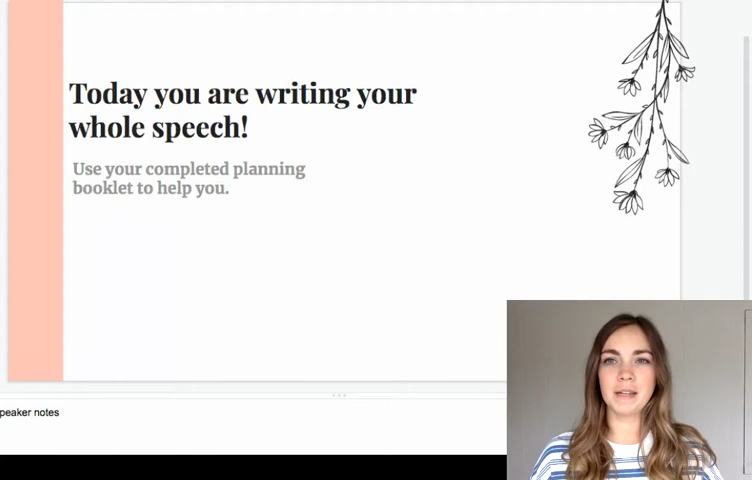 Today you are writing your
whole speech!
Use your completed planning
booklet to help you.
peaker notes